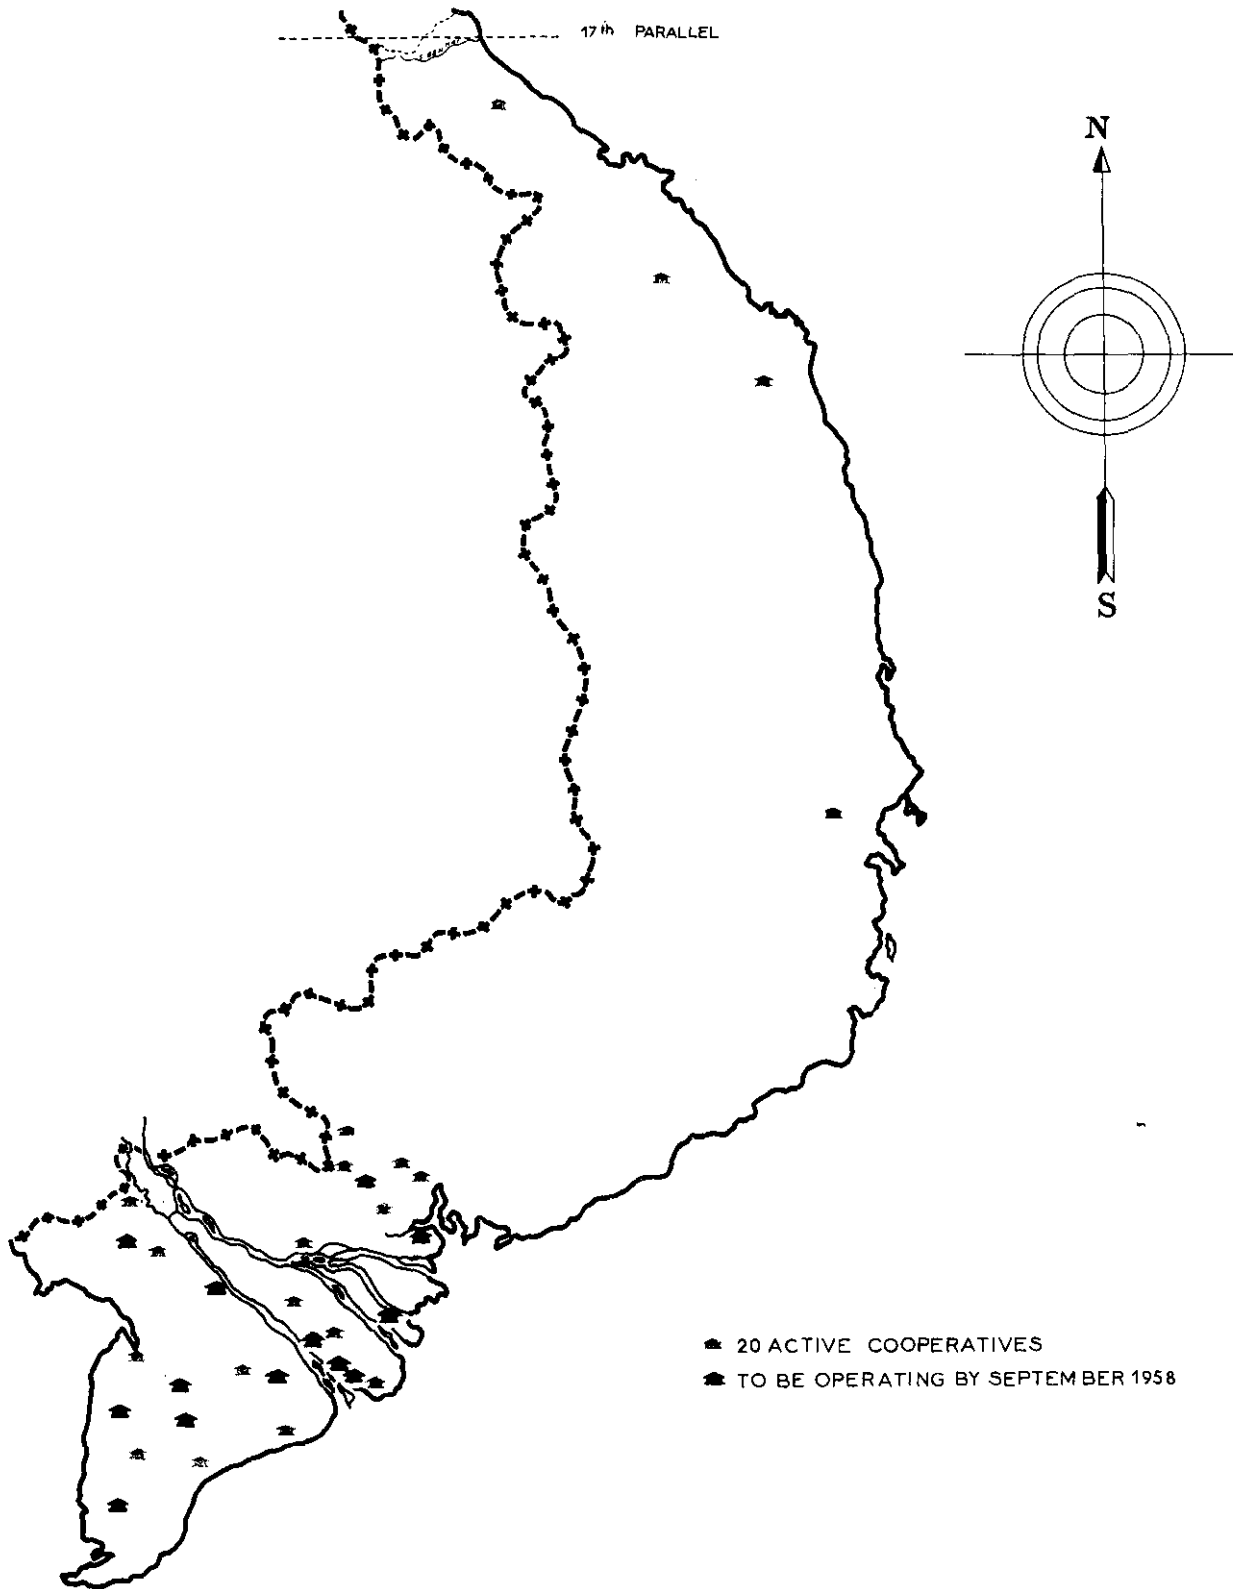 17th PARALLEL
N
S
20 ACTIVE COOPERATIVES
TO BE OPERATING BY SEPTEMBER 1958